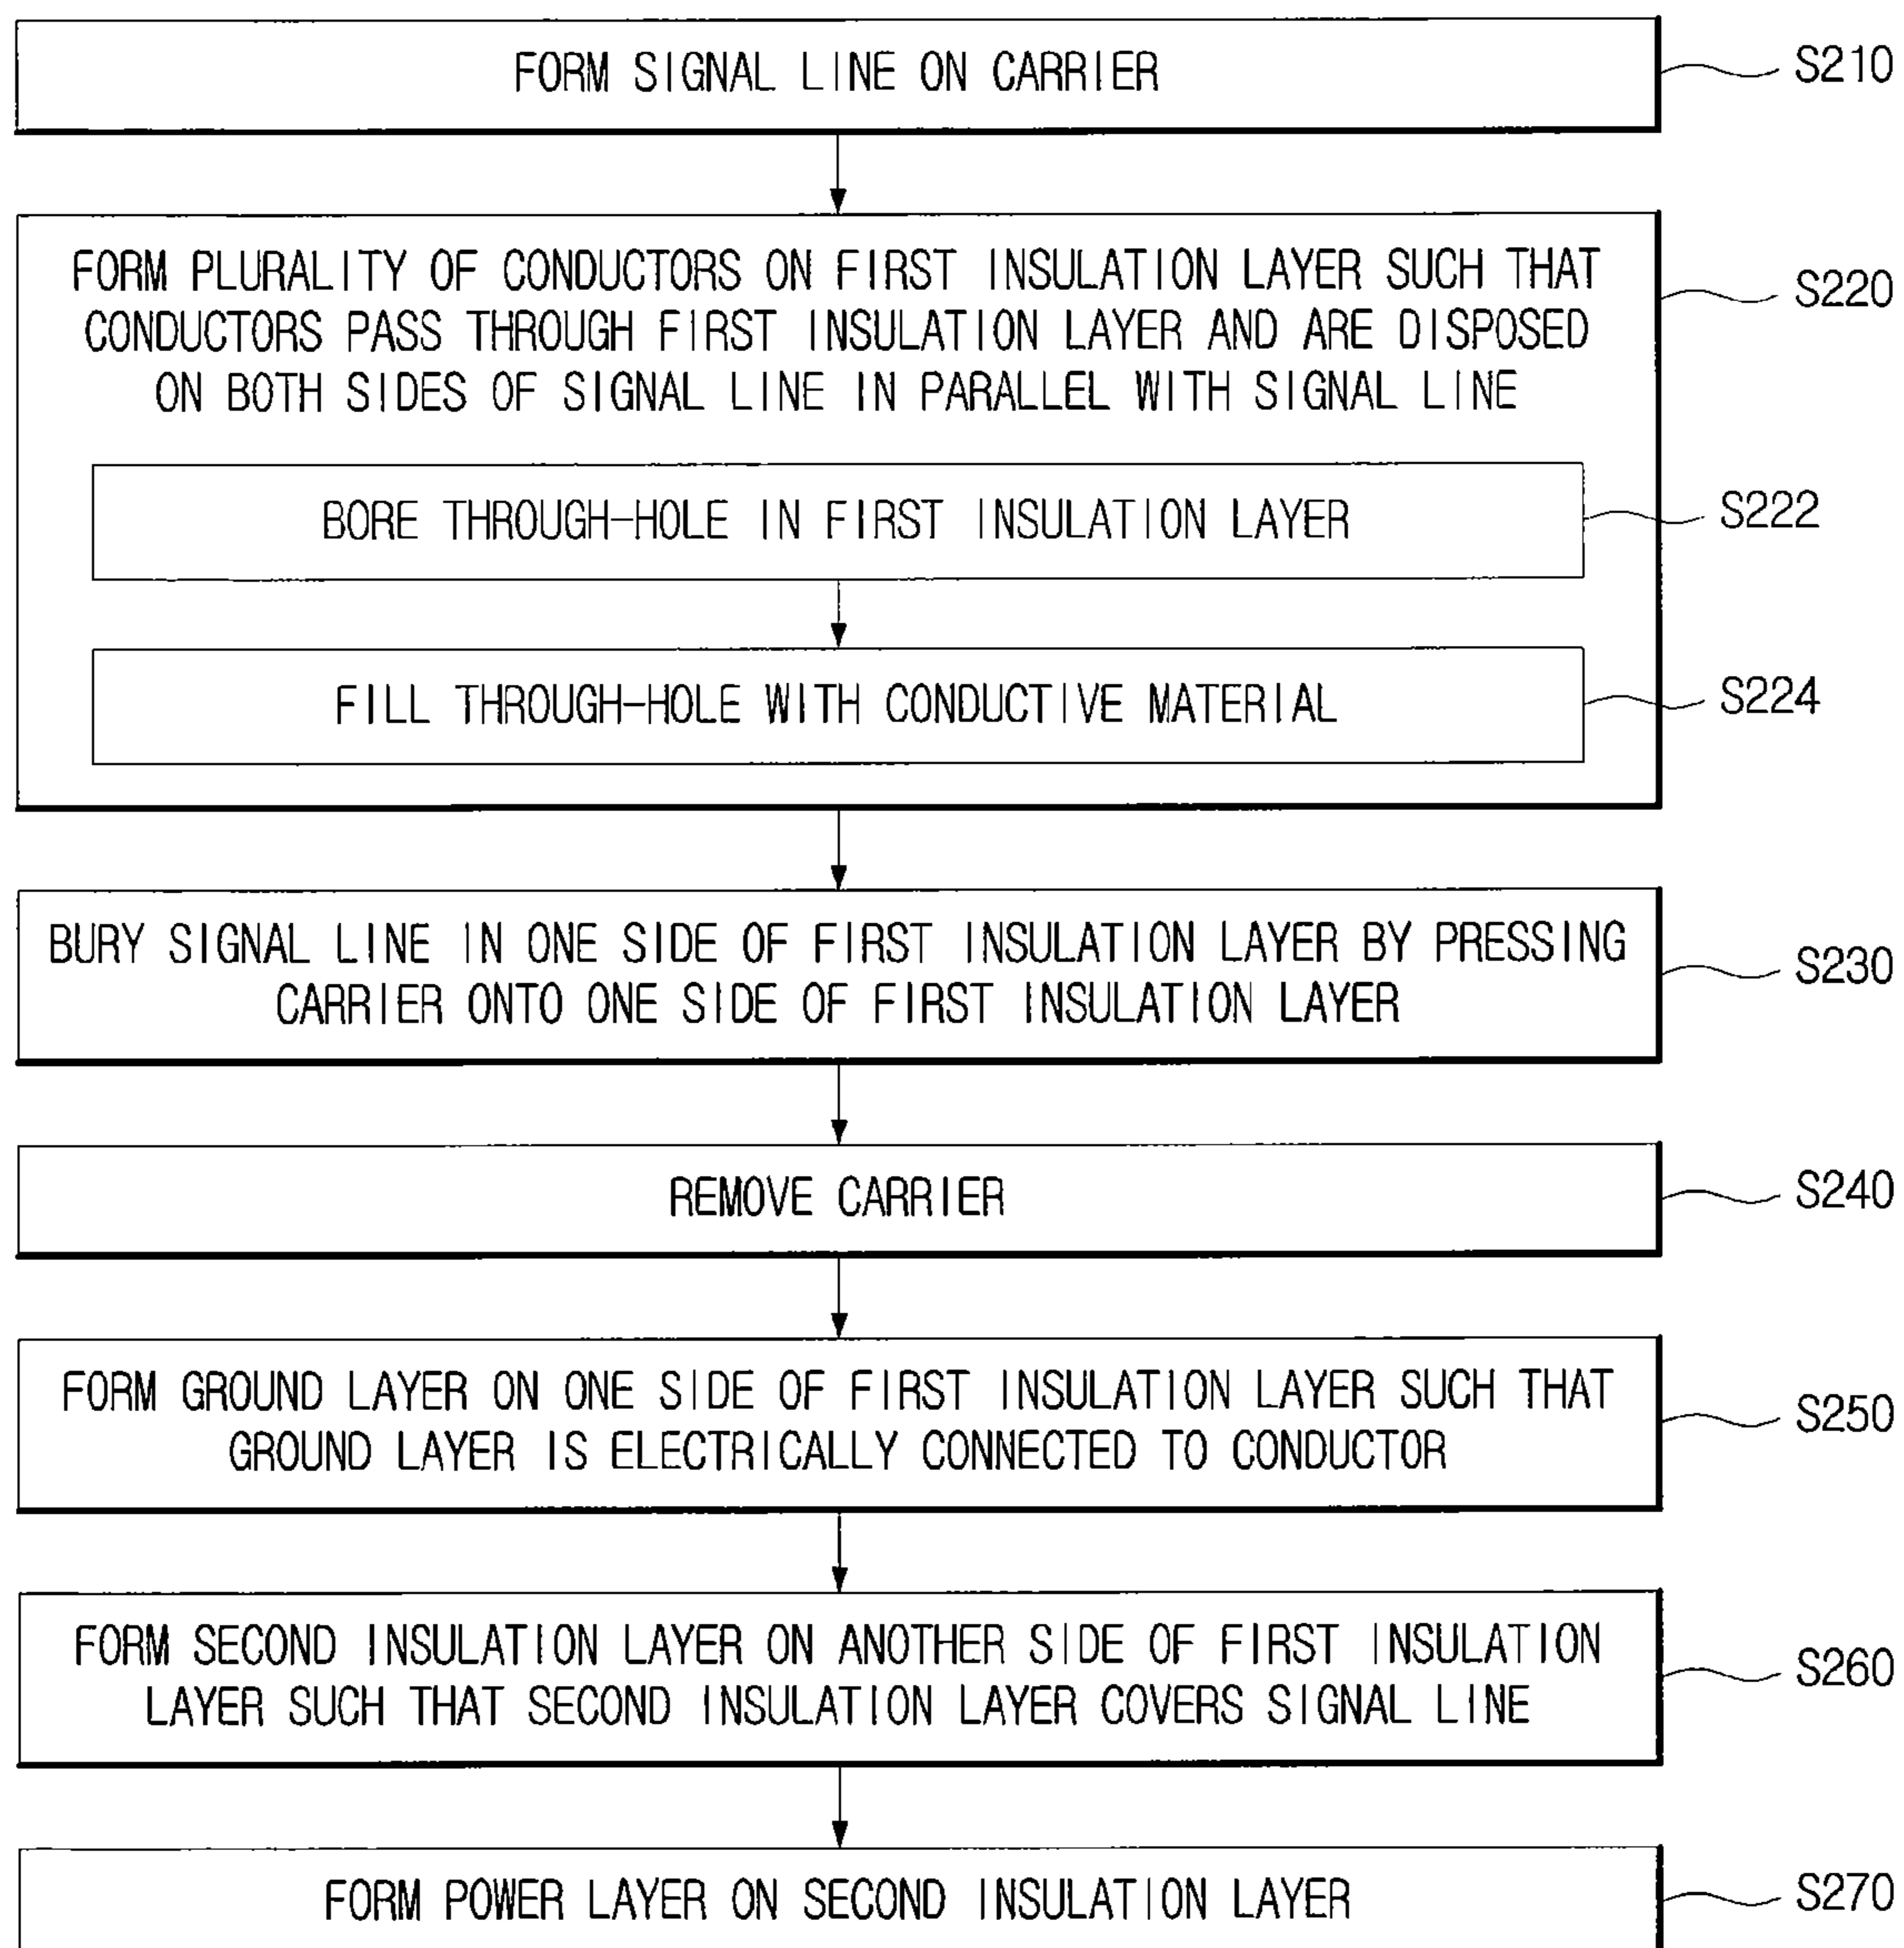 FORM SIGNAL LINE ON CARRIER
S210
FORM PLURALITY OF CONDUCTORS ON FIRST INSULATION LAYER SUCH THAT
CONDUCTORS PASS THROUGH FIRST INSULATION LAYER AND ARE DISPOSED
ON BOTH SIDES OF SIGNAL LINE IN PARALLEL WITH SIGNAL LINE
S220
BORE THROUGH-HOLE IN FIRST INSULATION LAYER
S222
FILL THROUGH-HOLE WITH CONDUCTIVE MATERIAL
S224
BURY SIGNAL LINE IN ONE SIDE OF FIRST INSULATION LAYER BY PRESSING
CARRIER ONTO ONE SIDE OF FIRST INSULATION LAYER
S230
REMOVE CARRIER
S240
FORM GROUND LAYER ON ONE SIDE OF FIRST INSULATION LAYER SUCH THAT
GROUND LAYER IS ELECTRICALLY CONNECTED TO CONDUCTOR
S250
FORM SECOND INSULATION LAYER ON ANOTHER SIDE OF FIRST INSULATION
LAYER SUCH THAT SECOND INSULATION LAYER COVERS SIGNAL LINE
S260
FORM POWER LAYER ON SECOND INSULATION LAYER
S270